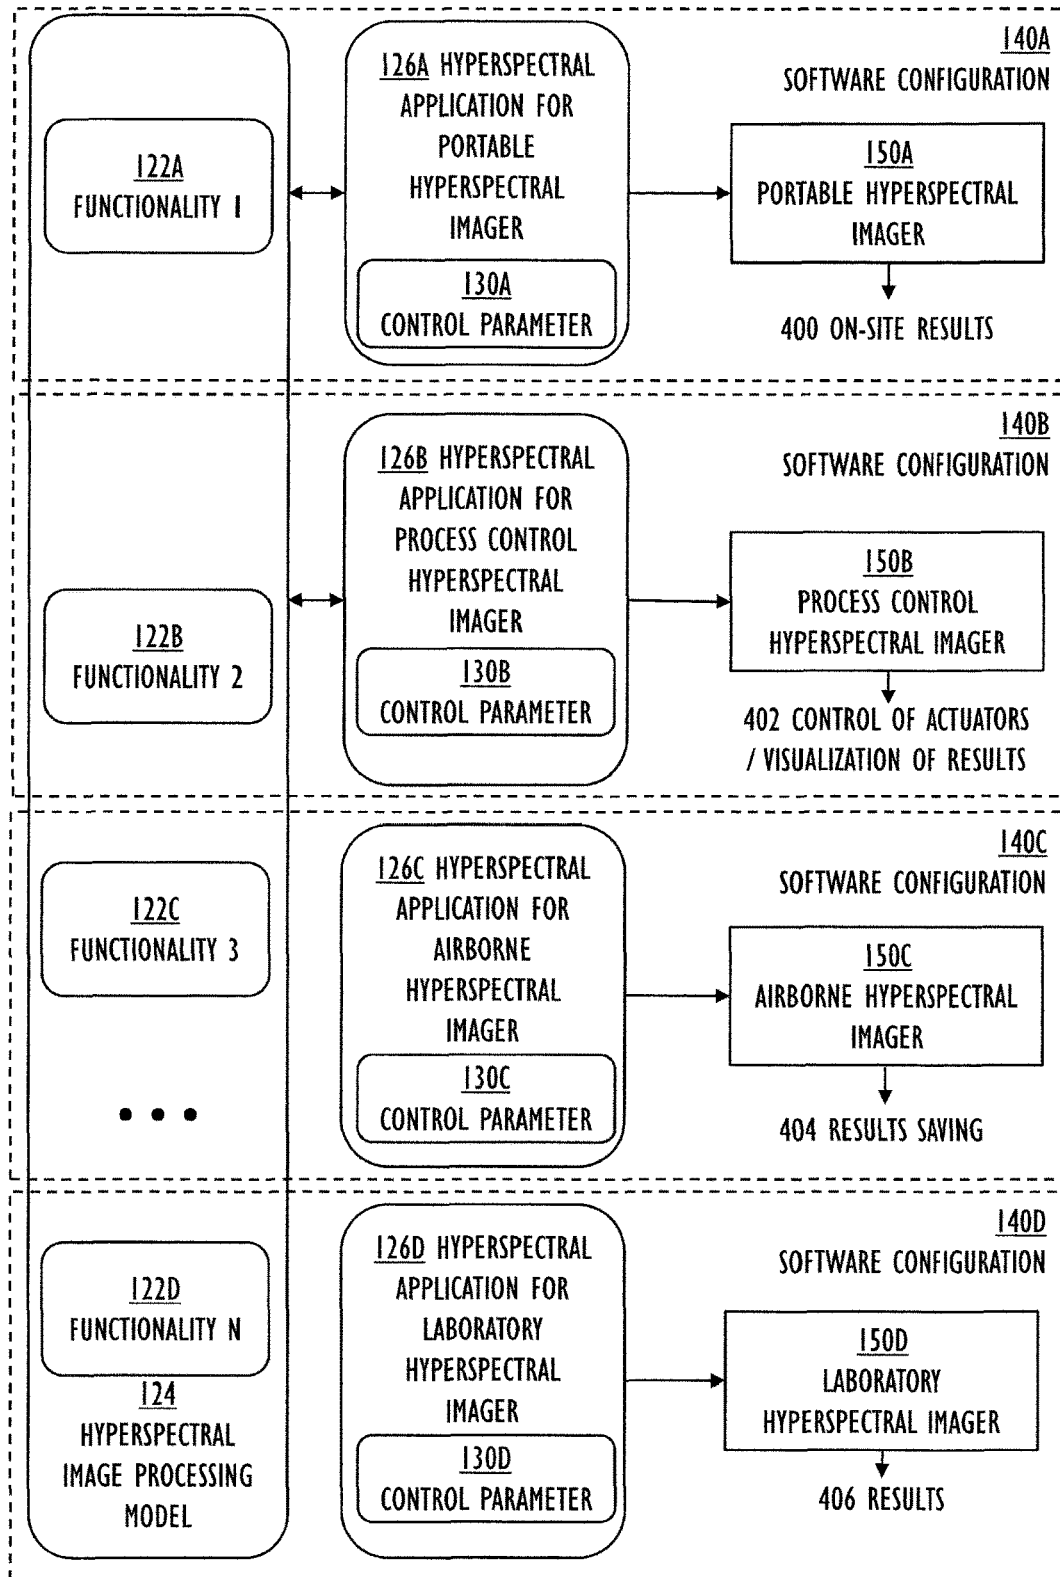 122A
FUNCTIONALITY 1
126A HYPERSPECTRAL
APPLICATION FOR
PORTABLE
HYPERSPECTRAL
IMAGER
130A
CONTROL PARAMETER
140A
SOFTWARE CONFIGURATION
150A
PORTABLE HYPERSPECTRAL
IMAGER
400 ON-SITE RESULTS
122B
FUNCTIONALITY 2
126B HYPERSPECTRAL
APPLICATION FOR
PROCESS CONTROL
HYPERSPECTRAL
IMAGER
130B
CONTROL PARAMETER
140B
SOFTWARE CONFIGURATION
150B
PROCESS CONTROL
HYPERSPECTRAL IMAGER
402 CONTROL OF ACTUATORS
/ VISUALIZATION OF RESULTS
122C
FUNCTIONALITY 3
126C HYPERSPECTRAL
APPLICATION FOR
AIRBORNE
HYPERSPECTRAL
IMAGER
130C
CONTROL PARAMETER
140C
SOFTWARE CONFIGURATION
150C
AIRBORNE HYPERSPECTRAL
IMAGER
404 RESULTS SAVING
122D
FUNCTIONALITY N
124
HYPERSPECTRAL
IMAGE PROCESSING
MODEL
126D HYPERSPECTRAL
APPLICATION FOR
LABORATORY
HYPERSPECTRAL
IMAGER
130D
CONTROL PARAMETER
140D
SOFTWARE CONFIGURATION
150D
LABORATORY
HYPERSPECTRAL IMAGER
406 RESULTS